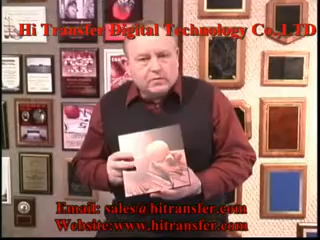 Hi Transfer Digital Technology Co.,LTD
Email: sales@hitransfer.com
Website:www.hitransfer.com